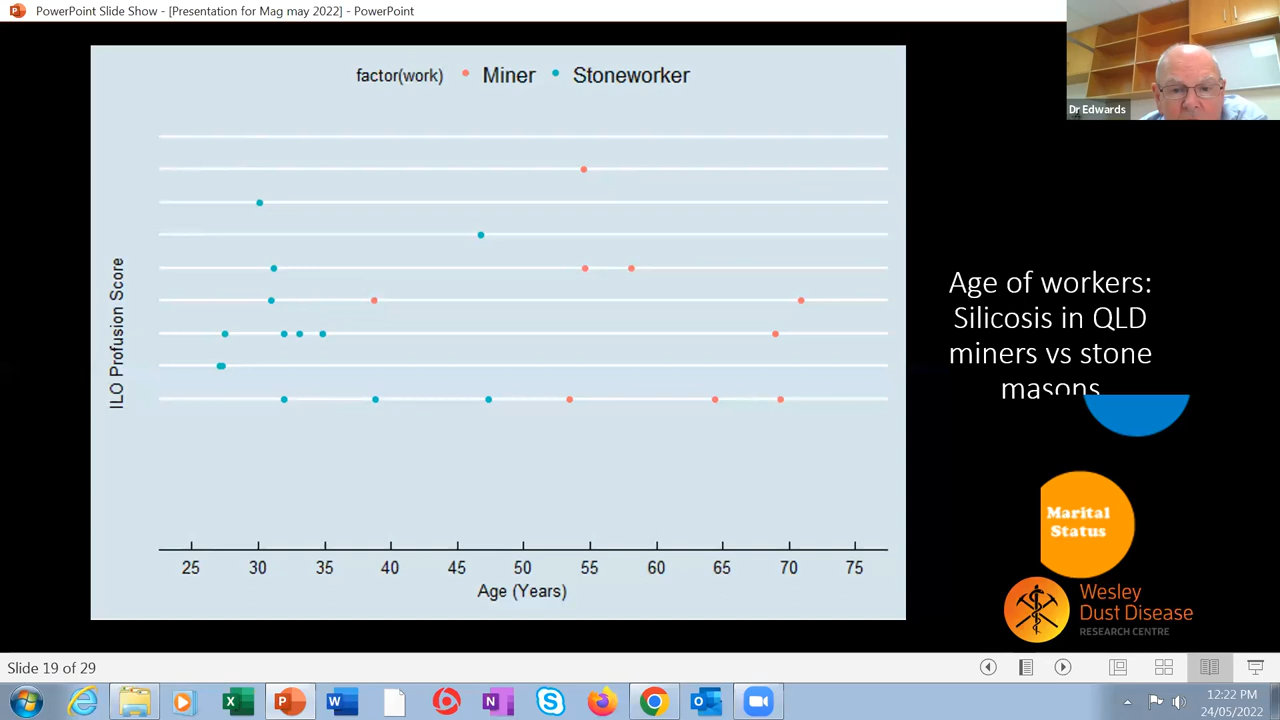 PowerPoint Slide Show - [Presentation for Mag may 2022] - PowerPoint
Dr Edwards
factor(work) Miner Stoneworker
ILO Profusion Score
25 30 35 40 45 50 55 60 65 70 75
Age (Years)
Age of workers:
Silicosis in QLD
miners vs stone
masons
Marital
Status
Wesley
Dust Disease
RESEARCH CENTRE
Slide 19 of 29
12:22 PM
24/05/2022